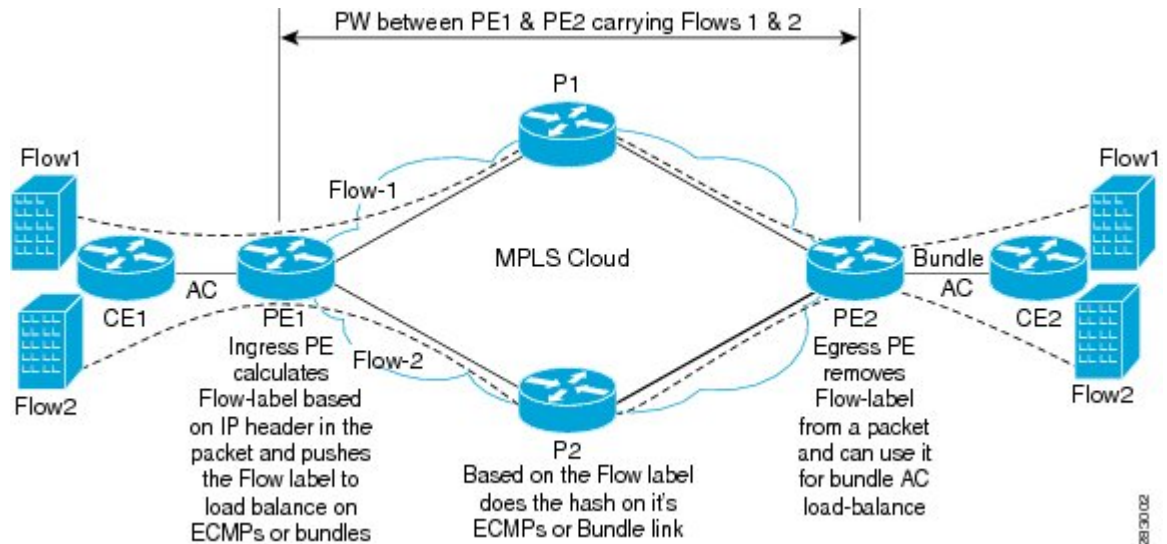 PW between PE1 & PE2 carrying Flows 1 & 2
P1
Flow1
Flow1
Flow-1
MPLS Cloud
Bundle
AC
AC
CE1
PE1
PE2
CE2
Flow-2
Flow2
Flow2
Ingress PE
calculates
Flow-label based
on IP header in the
packet and pushes
the Flow label to
load balance on
ECMPs or bundles
P2
Based on the Flow label
does the hash on it's
ECMPs or Bundle link
Egress PE
removes
Flow-label
from a packet
and can use it
for bundle AC
load-balance
283002